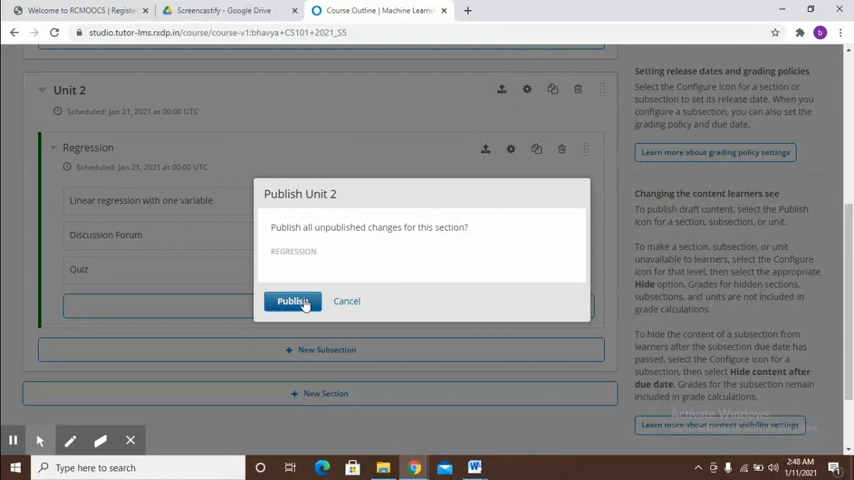 Welcome to RCMOOCS | Registe
Screencastify - Google Drive
Course Outline | Machine Learnin
studio.tutor-lms.rxdp.in/course/course-v1:bhavya+CS101+2021_S5
b
Unit 2
Scheduled: Jan 21, 2021 at 00:00 UTC
Regression
Scheduled: Jan 21, 2021 at 00:00 UTC
Linear regression with one variable
Discussion Forum
Quiz
+ New Subsection
+ New Section
Publish Unit 2
Publish all unpublished changes for this section?
REGRESSION
Publish
Cancel
Setting release dates and grading policies
Select the Configure icon for a section or
subsection to set its release date. When you
configure a subsection, you can also set the
grading policy and due date.
Learn more about grading policy settings
Changing the content learners see
To publish draft content, select the Publish
icon for a section, subsection, or unit.
To make a section, subsection, or unit
unavailable to learners, select the Configure
icon for that level, then select the appropriate
Hide option. Grades for hidden sections,
subsections, and units are not included in
grade calculations.
To hide the content of a subsection from
learners after the subsection due date has
passed, select the Configure icon for a
subsection, then select Hide content after
due date. Grades for the subsection remain
included in grade calculations.
Activate Windows
Learn more about content visibility settings
Type here to search
2:48 AM
1/11/2021